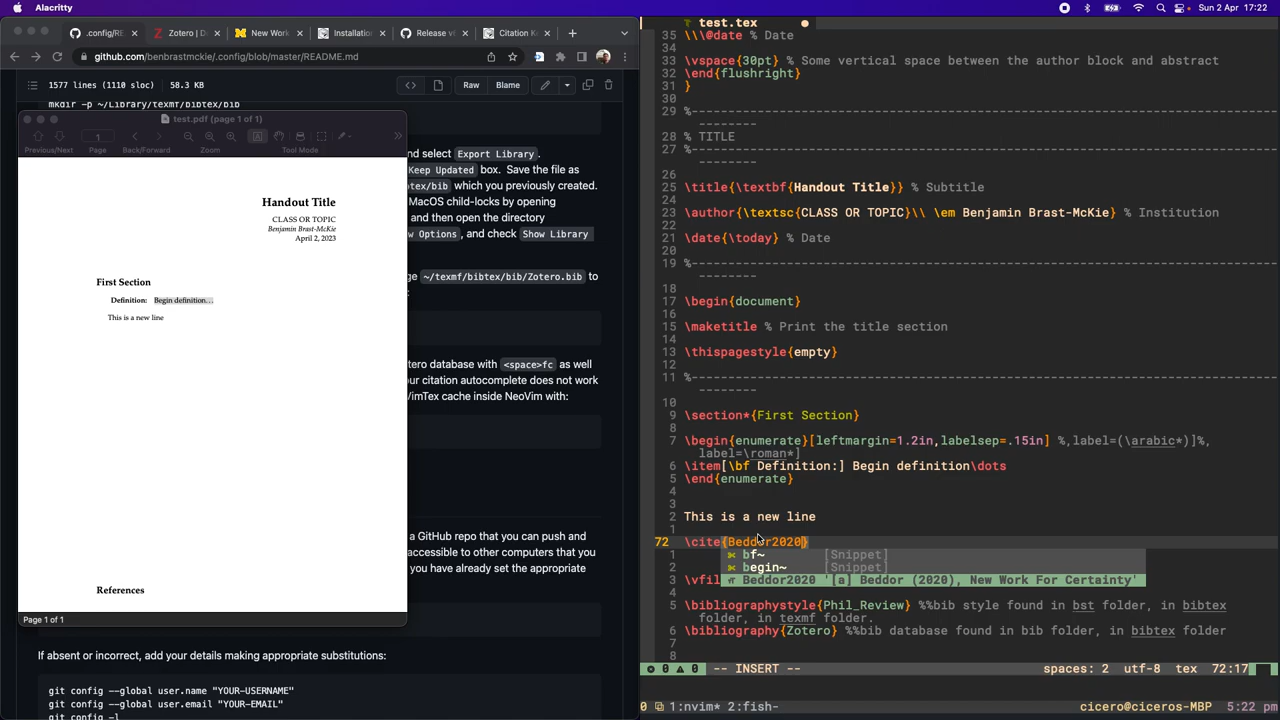 Alacritty
Sun 2 Apr 17:22
.config/RE
Zotero | D
New Work
Installation
Release v
Citation K
github.com/benbrastmckie/.config/blob/master/README.md
1577 lines (1110 sloc)
58.3 KB
Raw
Blame
mkdir -p ~/Library/texmf/bibtex/bib
test.pdf (page 1 of 1)
1
Previous/Next
Page
Back/Forward
Zoom
Tool Mode
nd select Export Library.
Keep Updated box. Save the file as
tex/bib which you previously created.
MacOS child-locks by opening
and then open the directory
w Options, and check Show Library
ge ~/texmf/bibtex/bib/Zotero.bib to
tero database with <space>fc as well
ur citation autocomplete does not work
VimTex cache inside NeoVim with:
a GitHub repo that you can push and
accessible to other computers that you
ou have already set the appropriate
Handout Title
CLASS OR TOPIC
Benjamin Brast-McKie
April 2, 2023
First Section
Definition: Begin definition...
This is a new line
References
Page 1 of 1
If absent or incorrect, add your details making appropriate substitutions:
git config --global user.name "YOUR-USERNAME"
git config --global user.email "YOUR-EMAIL"
git config -l
test.tex
35 \\\@date % Date
34
33 \vspace{30pt} % Some vertical space between the author block and abstract
32 \end{flushright}
31 }
30
29 %--------------------------------------------------------------------
--------
28 % TITLE
27 %--------------------------------------------------------------------
--------
26
25 \title{\textbf{Handout Title}} % Subtitle
24
23 \author{\textsc{CLASS OR TOPIC}\\ \em Benjamin Brast-McKie} % Institution
22
21 \date{\today} % Date
20
19 %--------------------------------------------------------------------
--------
18
17 \begin{document}
16
15 \maketitle % Print the title section
14
13 \thispagestyle{empty}
12
11 %--------------------------------------------------------------------
--------
10
9 \section*{First Section}
8
7 \begin{enumerate}[leftmargin=1.2in,labelsep=.15in] %,label=(\arabic*)]%,
label=\roman*]
6 \item[\bf Definition:] Begin definition\dots
5 \end{enumerate}
4
3
2 This is a new line
1
72 \cite{Beddor2020}
1 bf~ [Snippet]
2 begin~ [Snippet]
3 \vfil Beddor2020 '[a] Beddor (2020), New Work For Certainty'
4
5 \bibliographystyle{Phil_Review} %%bib style found in bst folder, in bibtex
folder, in texmf folder.
6 \bibliography{Zotero} %%bib database found in bib folder, in bibtex folder
7
8
0 0 -- INSERT -- spaces: 2 utf-8 tex 72:17
0 1:nvim* 2:fish- cicero@ciceros-MBP 5:22 pm